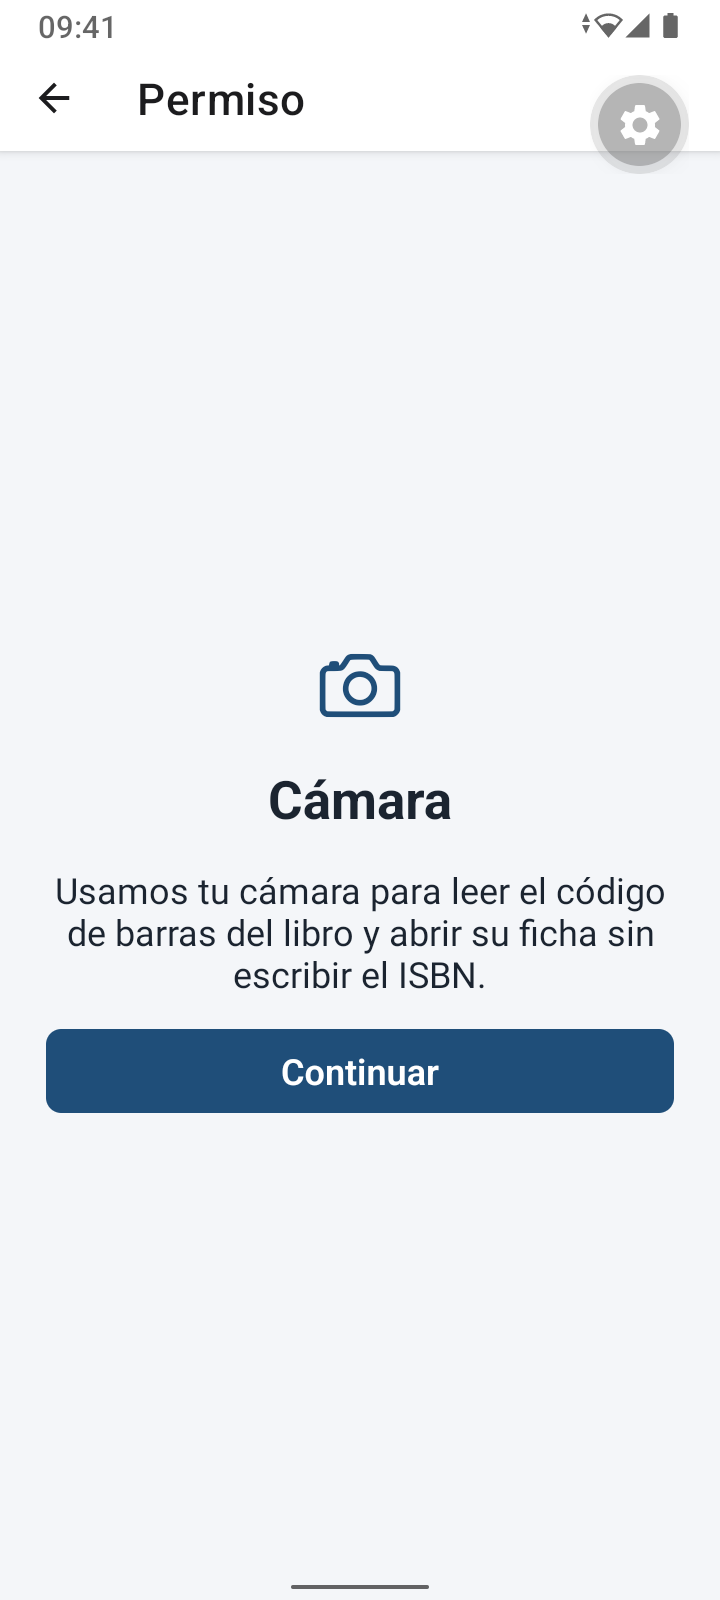 09:41
Permiso
Cámara
Usamos tu cámara para leer el código
de barras del libro y abrir su ficha sin
escribir el ISBN.
Continuar